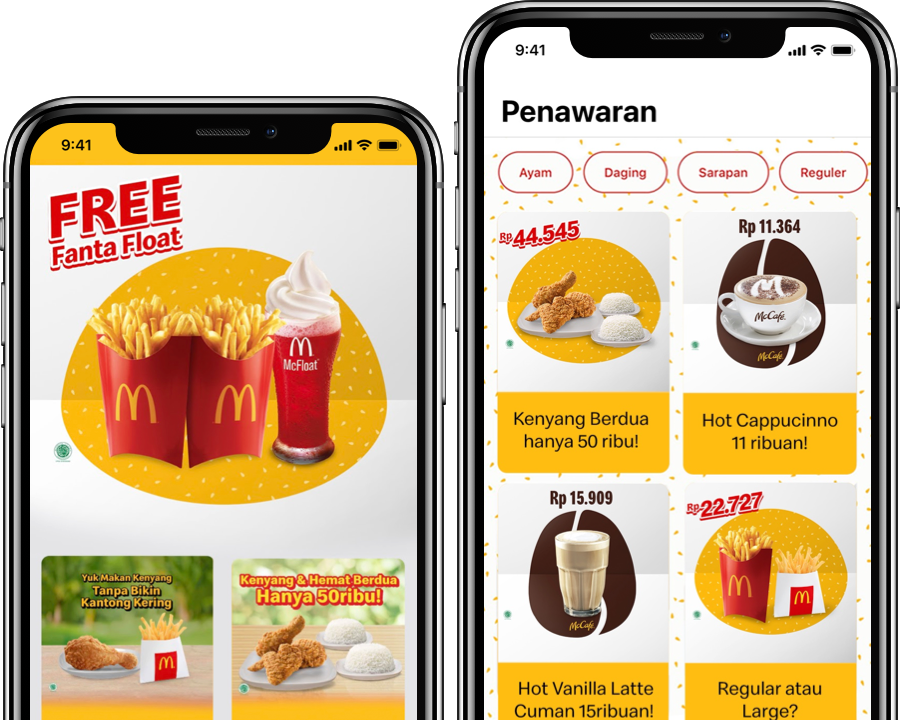 9:41
FREE
Fanta Float
McFloat
Yuk Makan Kenyang
Tanpa Bikin
Kantong Kering
Kenyang & Hemat Berdua
Hanya 50ribu!
9:41
Penawaran
Ayam
Daging
Sarapan
Reguler
Rp 44.545
Kenyang Berdua
hanya 50 ribu!
Rp 11.364
McCafé
McCafé
Hot Cappucinno
11 ribuan!
Rp 15.909
McCafé
Hot Vanilla Latte
Cuman 15ribuan!
Rp 22.727
Regular atau
Large?